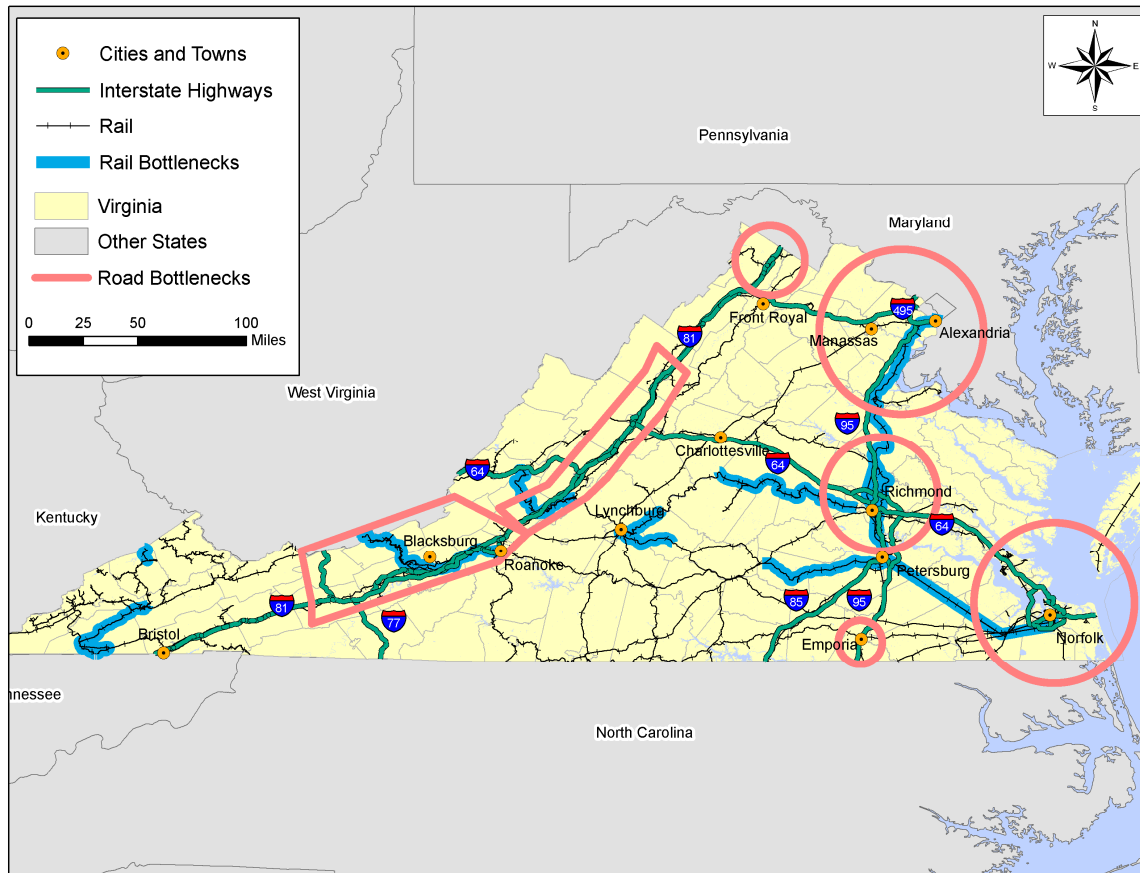 Cities and Towns
Interstate Highways
Rail
Rail Bottlenecks
Virginia
Other States
Road Bottlenecks
0 25 50 100
Miles
N
W E
S
Pennsylvania
Maryland
West Virginia
Kentucky
nnessee
North Carolina
Front Royal
Manassas
Alexandria
Charlottesville
Richmond
Lynchburg
Blacksburg
Roanoke
Petersburg
Bristol
Emporia
Norfolk
495
81
95
64
64
64
81
77
85
95